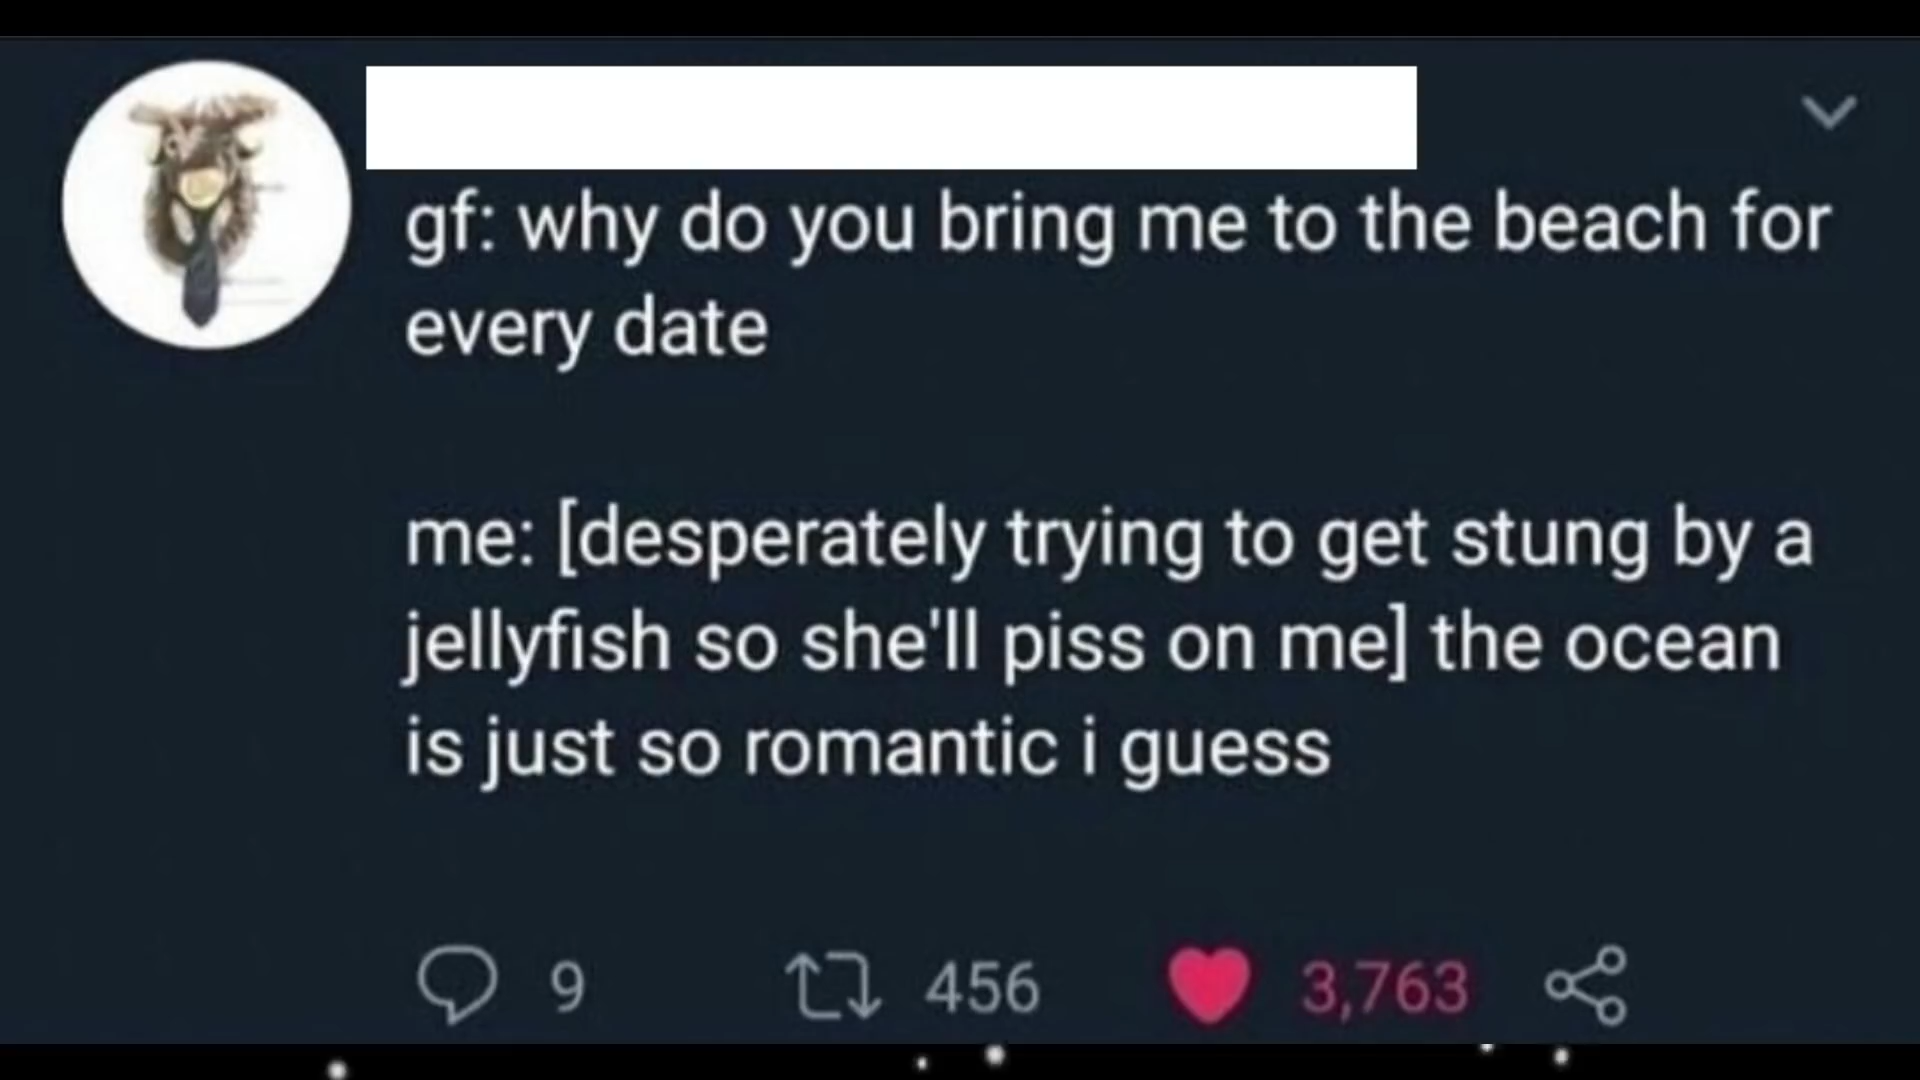 gf: why do you bring me to the beach for
every date
me: [desperately trying to get stung by a
jellyfish so she'll piss on me] the ocean
is just so romantic i guess
9 456 3,763